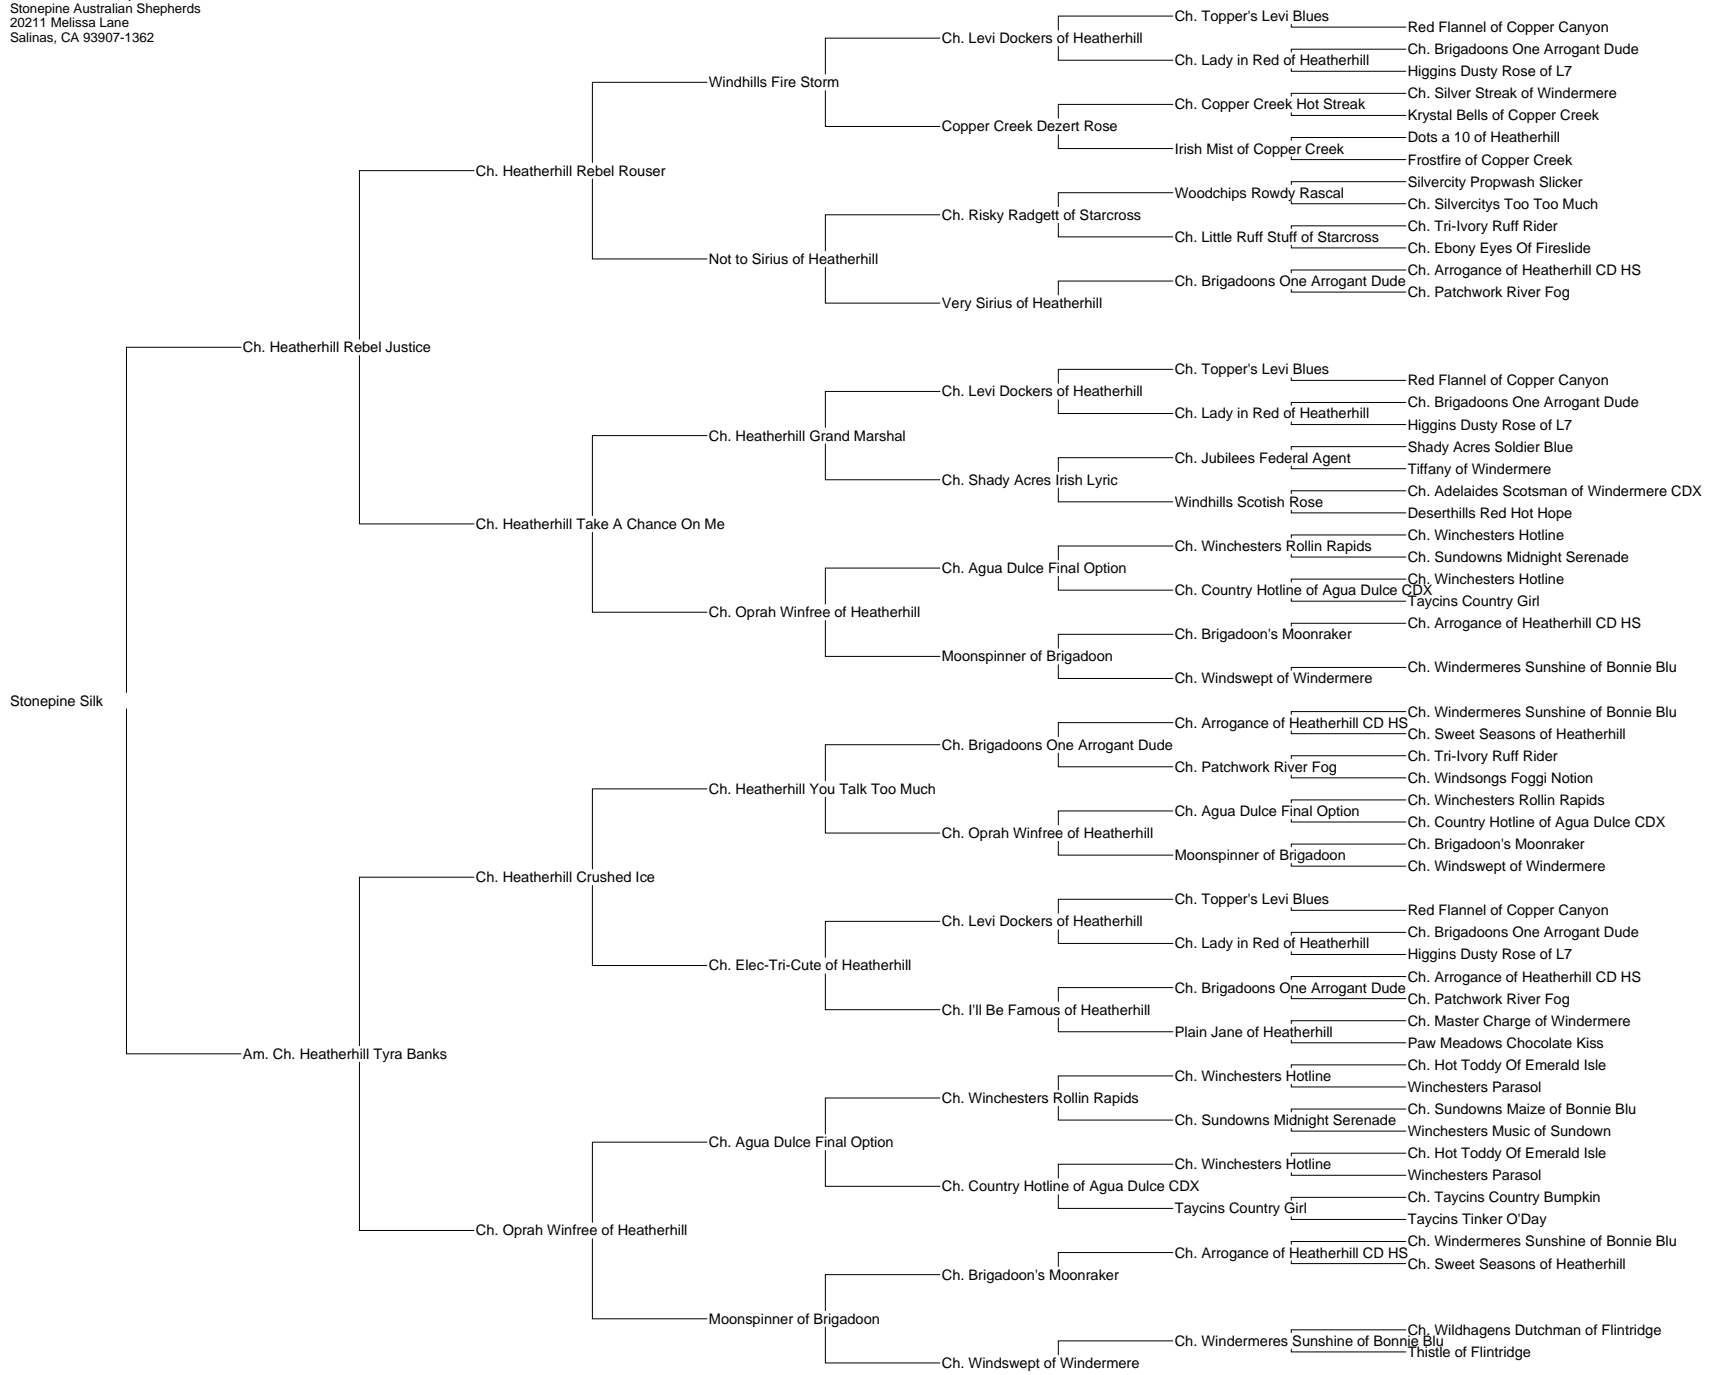 Stonepine Australian Shepherds
20211 Melissa Lane
Salinas, CA 93907-1362
Ch. Topper's Levi Blues
Red Flannel of Copper Canyon
Ch. Levi Dockers of Heatherhill
Ch. Brigadoons One Arrogant Dude
Ch. Lady in Red of Heatherhill
Higgins Dusty Rose of L7
Windhills Fire Storm
Ch. Silver Streak of Windermere
Ch. Copper Creek Hot Streak
Krystal Bells of Copper Creek
Copper Creek Dezert Rose
Dots a 10 of Heatherhill
Irish Mist of Copper Creek
Frostfire of Copper Creek
Ch. Heatherhill Rebel Rouser
Silvercity Propwash Slicker
Woodchips Rowdy Rascal
Ch. Silvercitys Too Too Much
Ch. Risky Radgett of Starcross
Ch. Tri-Ivory Ruff Rider
Ch. Little Ruff Stuff of Starcross
Ch. Ebony Eyes Of Fireslide
Not to Sirius of Heatherhill
Ch. Arrogance of Heatherhill CD HS
Ch. Brigadoons One Arrogant Dude
Ch. Patchwork River Fog
Very Sirius of Heatherhill
Ch. Heatherhill Rebel Justice
Ch. Topper's Levi Blues
Red Flannel of Copper Canyon
Ch. Levi Dockers of Heatherhill
Ch. Brigadoons One Arrogant Dude
Ch. Lady in Red of Heatherhill
Higgins Dusty Rose of L7
Ch. Heatherhill Grand Marshal
Shady Acres Soldier Blue
Ch. Jubilees Federal Agent
Tiffany of Windermere
Ch. Shady Acres Irish Lyric
Ch. Adelaides Scotsman of Windermere CDX
Windhills Scotish Rose
Deserthills Red Hot Hope
Ch. Heatherhill Take A Chance On Me
Ch. Winchesters Hotline
Ch. Winchesters Rollin Rapids
Ch. Sundowns Midnight Serenade
Ch. Agua Dulce Final Option
Ch. Winchesters Hotline
Ch. Country Hotline of Agua Dulce CDX
Taycins Country Girl
Ch. Oprah Winfree of Heatherhill
Ch. Arrogance of Heatherhill CD HS
Ch. Brigadoon's Moonraker
Moonspinner of Brigadoon
Ch. Windermeres Sunshine of Bonnie Blu
Ch. Windswept of Windermere
Stonepine Silk
Ch. Windermeres Sunshine of Bonnie Blu
Ch. Arrogance of Heatherhill CD HS
Ch. Sweet Seasons of Heatherhill
Ch. Brigadoons One Arrogant Dude
Ch. Tri-Ivory Ruff Rider
Ch. Patchwork River Fog
Ch. Windsongs Foggi Notion
Ch. Heatherhill You Talk Too Much
Ch. Winchesters Rollin Rapids
Ch. Agua Dulce Final Option
Ch. Country Hotline of Agua Dulce CDX
Ch. Oprah Winfree of Heatherhill
Ch. Brigadoon's Moonraker
Moonspinner of Brigadoon
Ch. Windswept of Windermere
Ch. Heatherhill Crushed Ice
Ch. Topper's Levi Blues
Red Flannel of Copper Canyon
Ch. Levi Dockers of Heatherhill
Ch. Brigadoons One Arrogant Dude
Ch. Lady in Red of Heatherhill
Higgins Dusty Rose of L7
Ch. Elec-Tri-Cute of Heatherhill
Ch. Arrogance of Heatherhill CD HS
Ch. Brigadoons One Arrogant Dude
Ch. Patchwork River Fog
Ch. I'll Be Famous of Heatherhill
Ch. Master Charge of Windermere
Plain Jane of Heatherhill
Paw Meadows Chocolate Kiss
Am. Ch. Heatherhill Tyra Banks
Ch. Hot Toddy Of Emerald Isle
Ch. Winchesters Hotline
Winchesters Parasol
Ch. Winchesters Rollin Rapids
Ch. Sundowns Maize of Bonnie Blu
Ch. Sundowns Midnight Serenade
Winchesters Music of Sundown
Ch. Agua Dulce Final Option
Ch. Hot Toddy Of Emerald Isle
Ch. Winchesters Hotline
Winchesters Parasol
Ch. Country Hotline of Agua Dulce CDX
Ch. Taycins Country Bumpkin
Taycins Country Girl
Taycins Tinker O'Day
Ch. Oprah Winfree of Heatherhill
Ch. Windermeres Sunshine of Bonnie Blu
Ch. Arrogance of Heatherhill CD HS
Ch. Sweet Seasons of Heatherhill
Ch. Brigadoon's Moonraker
Moonspinner of Brigadoon
Ch. Wildhagens Dutchman of Flintridge
Ch. Windermeres Sunshine of Bonnie Blu
Thistle of Flintridge
Ch. Windswept of Windermere